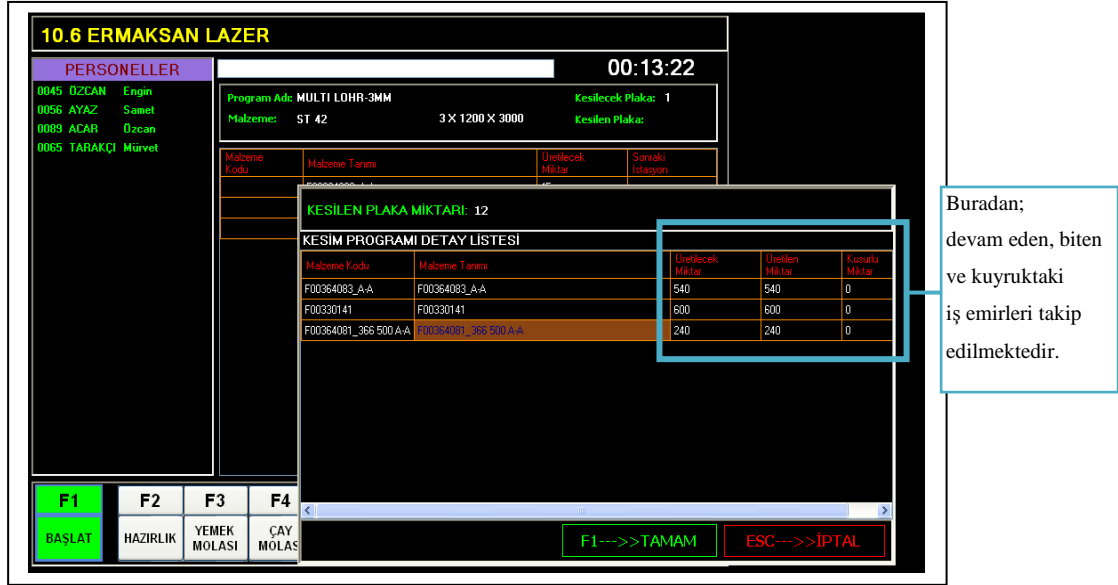 10.6 ERMAKSAN LAZER
PERSONELLER
0045 ÖZCAN Engin
0056 AYAZ Samet
0089 ACAR Özcan
0065 TARAKÇI Mürvet
00:13:22
Program Adı: MULTI LOHR-3MM Kesilecek Plaka: 1
Malzeme: ST 42 3 X 1200 X 3000 Kesilen Plaka:
Malzeme Kodu Malzeme Tanımı Üretilecek Miktar Sonraki İstasyon
KESİLEN PLAKA MİKTARI: 12
KESİM PROGRAMI DETAY LİSTESİ
Malzeme Kodu Malzeme Tanımı Üretilecek Miktar Üretilen Miktar Kusurlu Miktar
F00364083_A-A F00364083_A-A 540 540 0
F00330141 F00330141 600 600 0
F00364081_366 500 A-A F00364081_366 500 A-A 240 240 0
F1--->>TAMAM ESC--->>İPTAL
F1 F2 F3 F4
BAŞLAT HAZIRLIK YEMEK MOLASI ÇAY MOLAS
Buradan;
devam eden, biten
ve kuyruktaki
iş emirleri takip
edilmektedir.